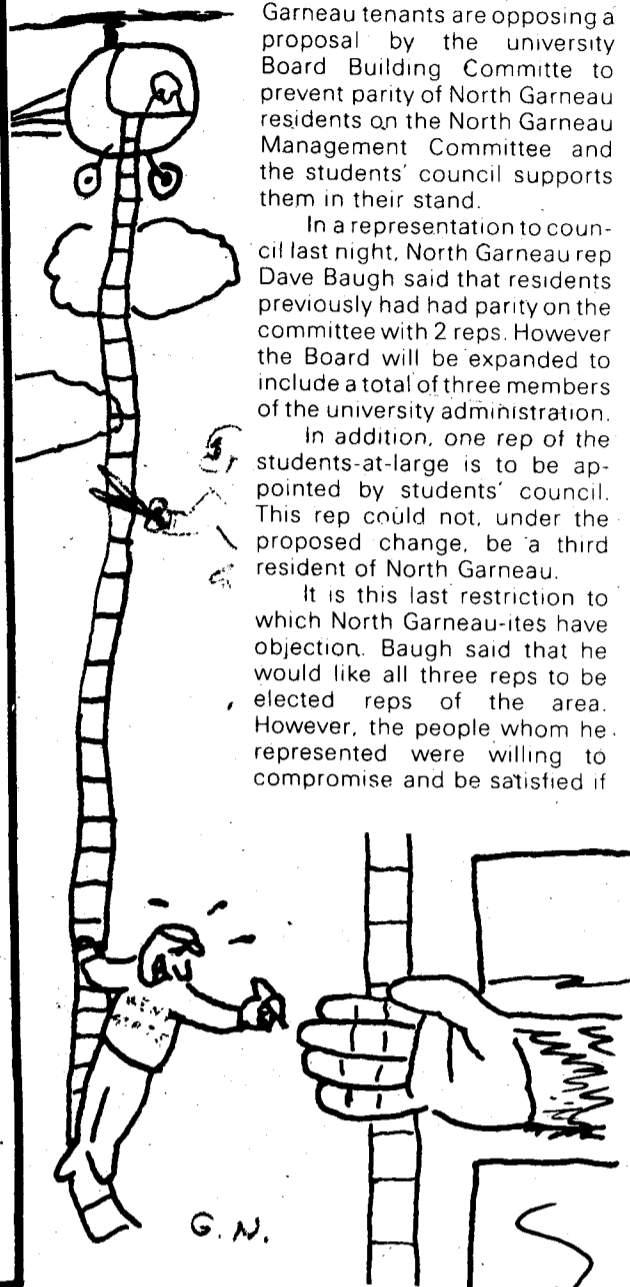 Garneau tenants are opposing a
proposal by the university
Board Building Committe to
prevent parity of North Garneau
residents on the North Garneau
Management Committee and
the students' council supports
them in their stand.
In a representation to coun-
cil last night, North Garneau rep
Dave Baugh said that residents
previously had had parity on the
committee with 2 reps. However
the Board will be expanded to
include a total of three members
of the university administration.
In addition, one rep of the
students-at-large is to be ap-
pointed by students' council.
This rep could not, under the
proposed change, be a third
resident of North Garneau.
It is this last restriction to
which North Garneau-ites have
objection. Baugh said that he
would like all three reps to be
elected reps of the area.
However, the people whom he
represented were willing to
compromise and be satisfied if
G. N.